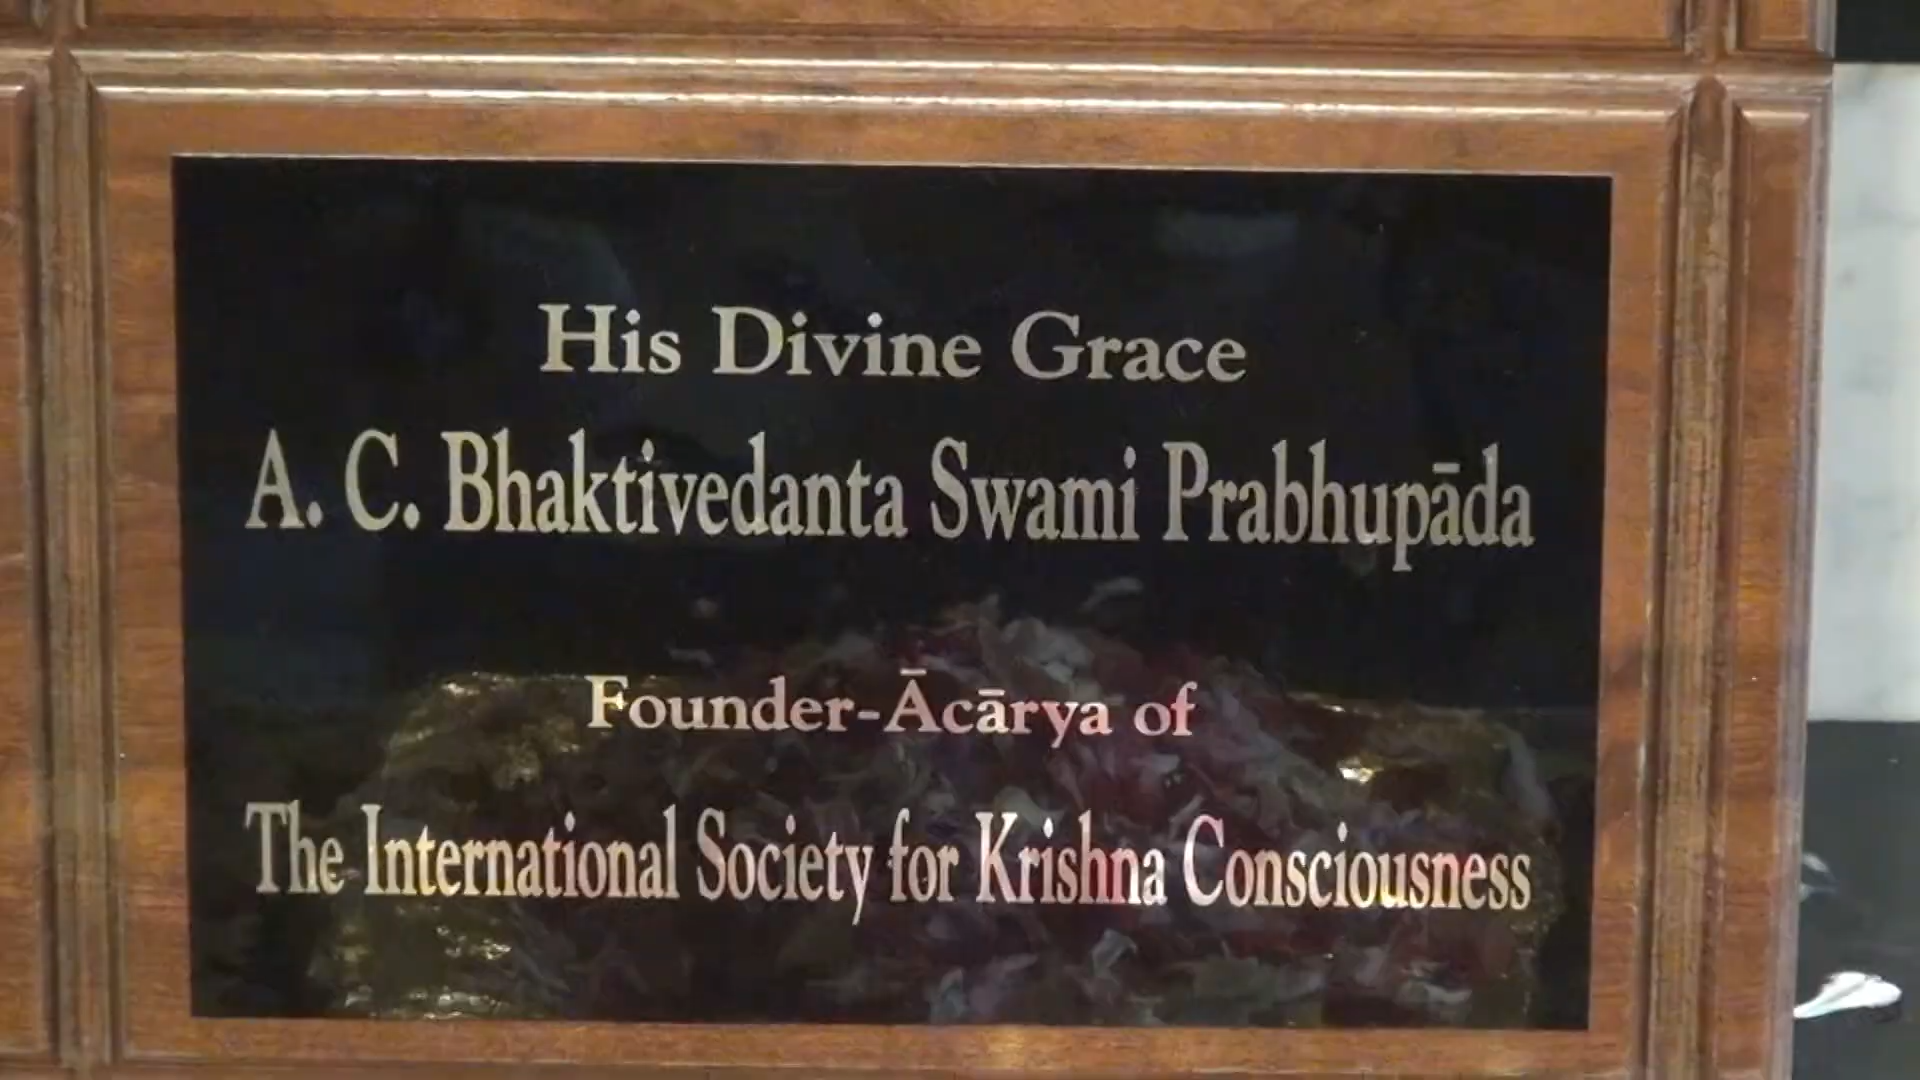 His Divine Grace
A. C. Bhaktivedanta Swami Prabhupāda
Founder-Ācārya of
The International Society for Krishna Consciousness